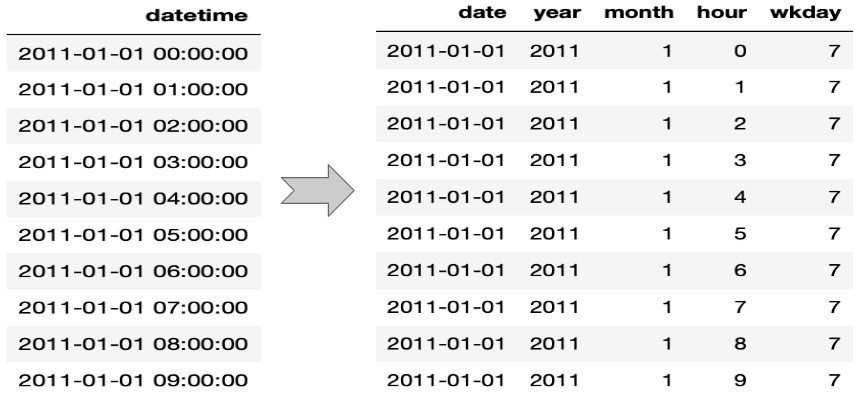 datetime date year month hour wkday
2011-01-01 00:00:00 2011-01-01 2011 1 0 7
2011-01-01 01:00:00 2011-01-01 2011 1 1 7
2011-01-01 02:00:00 2011-01-01 2011 1 2 7
2011-01-01 03:00:00 2011-01-01 2011 1 3 7
2011-01-01 04:00:00 2011-01-01 2011 1 4 7
2011-01-01 05:00:00 2011-01-01 2011 1 5 7
2011-01-01 06:00:00 2011-01-01 2011 1 6 7
2011-01-01 07:00:00 2011-01-01 2011 1 7 7
2011-01-01 08:00:00 2011-01-01 2011 1 8 7
2011-01-01 09:00:00 2011-01-01 2011 1 9 7